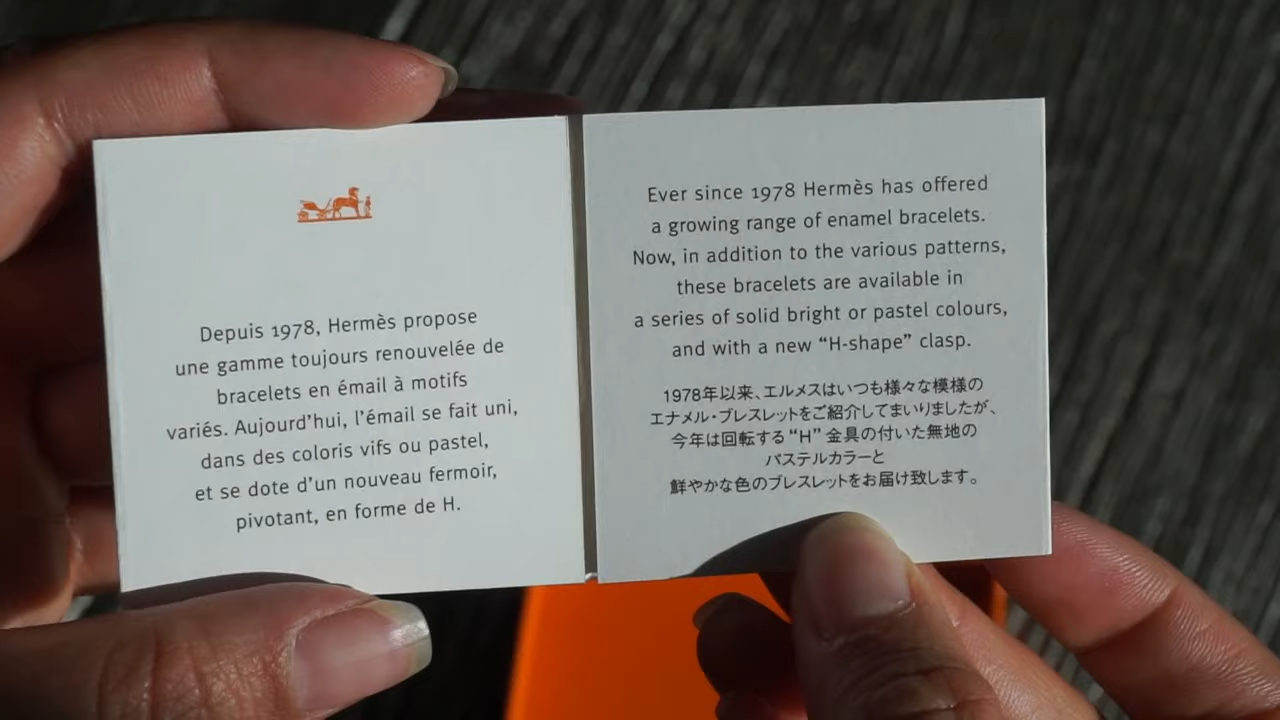 Depuis 1978, Hermès propose
une gamme toujours renouvelée de
bracelets en émail à motifs
variés. Aujourd'hui, l'émail se fait uni,
dans des coloris vifs ou pastel,
et se dote d'un nouveau fermoir,
pivotant, en forme de H.
Ever since 1978 Hermès has offered
a growing range of enamel bracelets.
Now, in addition to the various patterns,
these bracelets are available in
a series of solid bright or pastel colours,
and with a new “H-shape” clasp.
1978年以来、エルメスはいつも様々な模様の
エナメル・ブレスレットをご紹介してまいりましたが、
今年は回転する“H”金具の付いた無地の
パステルカラーと
鮮やかな色のブレスレットをお届け致します。